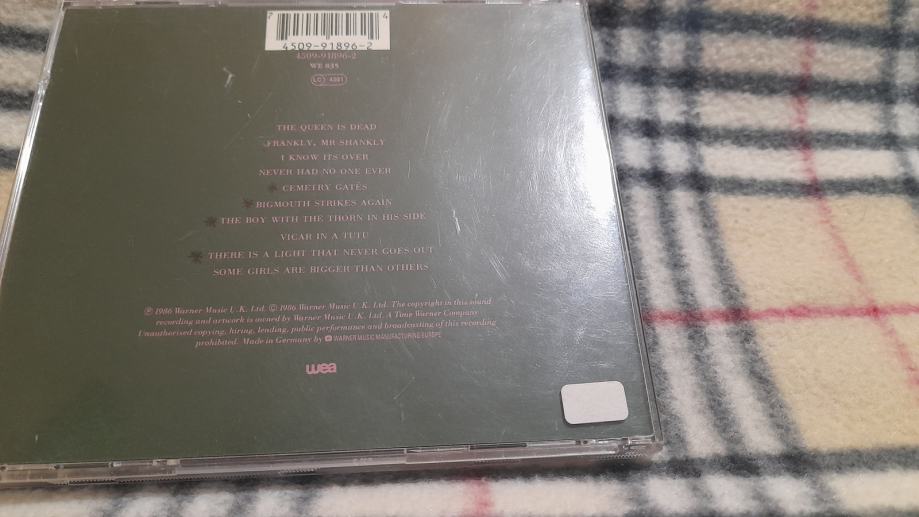 7 4
4509-91896-2
4509-91896-2
WE 835
LC 4281
THE QUEEN IS DEAD
FRANKLY, MR SHANKLY
I KNOW ITS OVER
NEVER HAD NO ONE EVER
CEMETRY GATES
BIGMOUTH STRIKES AGAIN
THE BOY WITH THE THORN IN HIS SIDE
VICAR IN A TUTU
THERE IS A LIGHT THAT NEVER GOES OUT
SOME GIRLS ARE BIGGER THAN OTHERS
℗ 1986 Warner Music U.K. Ltd. © 1986 Warner Music U.K. Ltd. The copyright in this sound
recording and artwork is owned by Warner Music U.K. Ltd. A Time Warner Company
Unauthorised copying, hiring, lending, public performance and broadcasting of this recording
prohibited. Made in Germany by WARNER MUSIC MANUFACTURING EUROPE
wea